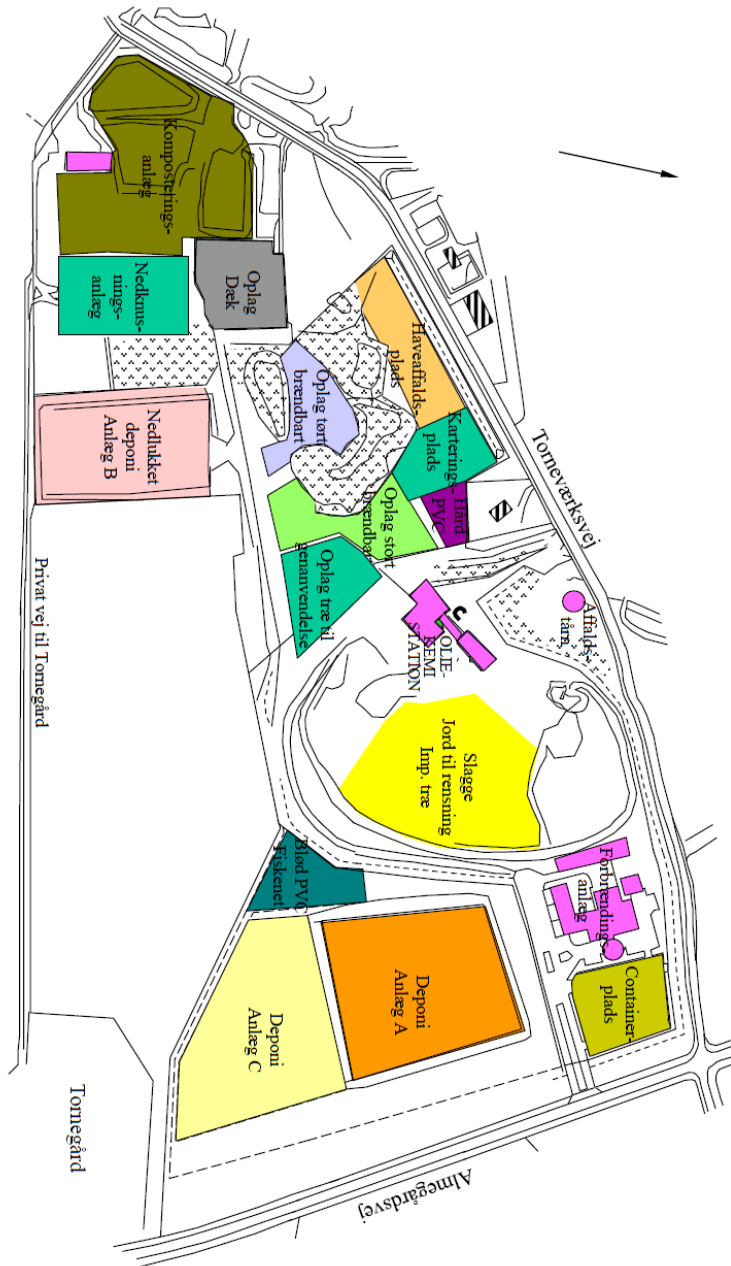 Komposterings-
anlæg
Nedknus-
nings-
anlæg
Oplag
Dæk
Haveaffalds-
plads
Oplag tørt
brændbart
Karterings-
plads
Hård
PVC
Nedlukket
deponi
Anlæg B
Oplag stort
brændbart
Oplag træ til
genanvendelse
Torneværksvej
Affalds-
tårn
C
OLIE-
KEMI
STATION
Privat vej til Tornegård
Slagge
Jord til rensning
Imp. træ
Blød PVC
Fiskenet
Forbrændings-
anlæg
Container-
plads
Deponi
Anlæg A
Deponi
Anlæg C
Tornegård
Almegårdsvej